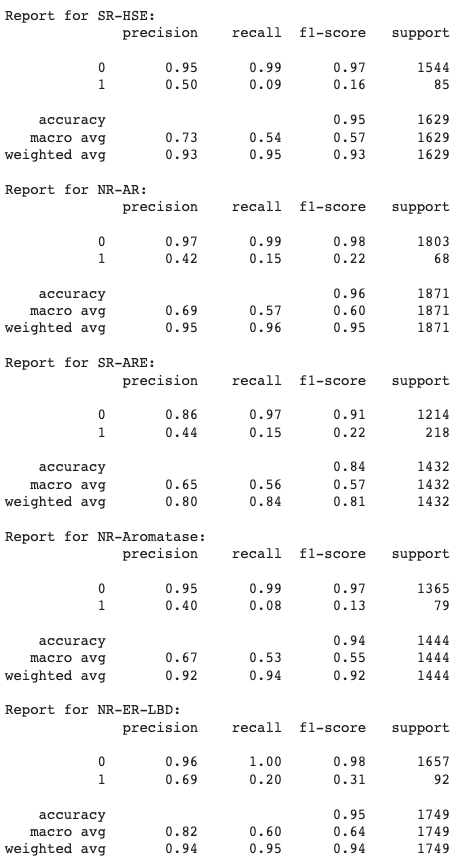 Report for SR-HSE:
precision recall f1-score support
0 0.95 0.99 0.97 1544
1 0.50 0.09 0.16 85
accuracy 0.95 1629
macro avg 0.73 0.54 0.57 1629
weighted avg 0.93 0.95 0.93 1629
Report for NR-AR:
precision recall f1-score support
0 0.97 0.99 0.98 1803
1 0.42 0.15 0.22 68
accuracy 0.96 1871
macro avg 0.69 0.57 0.60 1871
weighted avg 0.95 0.96 0.95 1871
Report for SR-ARE:
precision recall f1-score support
0 0.86 0.97 0.91 1214
1 0.44 0.15 0.22 218
accuracy 0.84 1432
macro avg 0.65 0.56 0.57 1432
weighted avg 0.80 0.84 0.81 1432
Report for NR-Aromatase:
precision recall f1-score support
0 0.95 0.99 0.97 1365
1 0.40 0.08 0.13 79
accuracy 0.94 1444
macro avg 0.67 0.53 0.55 1444
weighted avg 0.92 0.94 0.92 1444
Report for NR-ER-LBD:
precision recall f1-score support
0 0.96 1.00 0.98 1657
1 0.69 0.20 0.31 92
accuracy 0.95 1749
macro avg 0.82 0.60 0.64 1749
weighted avg 0.94 0.95 0.94 1749